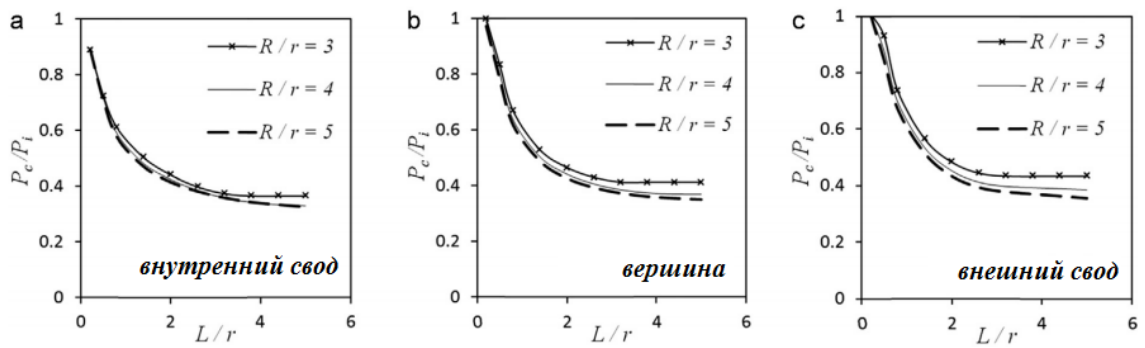 a
1
0.8
0.6
0.4
0.2
0
P_c/P_i
R/r = 3
R/r = 4
R/r = 5
внутренний свод
0 2 4 6
L/r
b
1
0.8
0.6
0.4
0.2
0
P_c/P_i
R/r = 3
R/r = 4
R/r = 5
вершина
0 2 4 6
L/r
c
1
0.8
0.6
0.4
0.2
0
P_c/P_i
R/r = 3
R/r = 4
R/r = 5
внешний свод
0 2 4 6
L/r